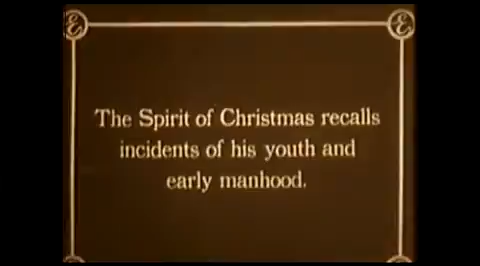 E E
The Spirit of Christmas recalls
incidents of his youth and
early manhood.